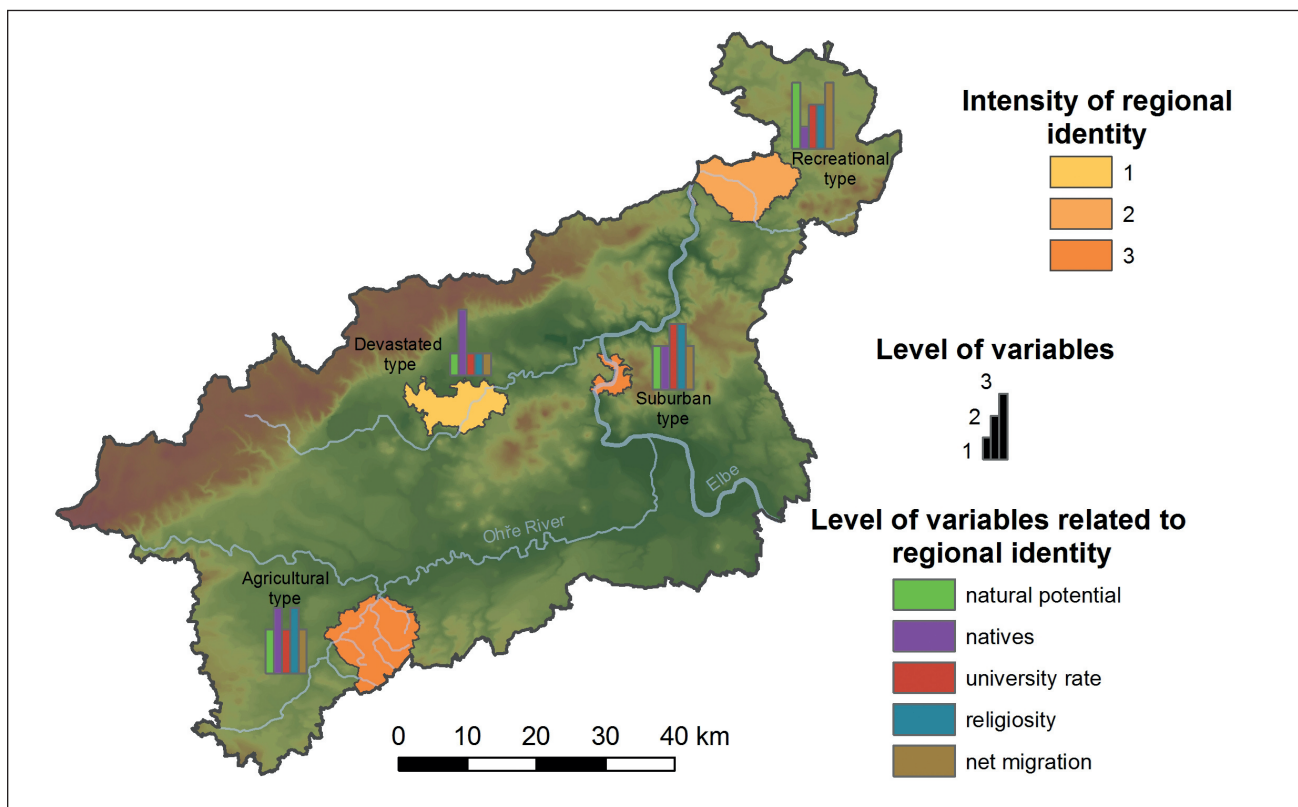 Recreational
type
Devastated
type
Suburban
type
Elbe
Ohře River
Agricultural
type
0 10 20 30 40 km
Intensity of regional
identity
1
2
3
Level of variables
3
2
1
Level of variables related to
regional identity
natural potential
natives
university rate
religiosity
net migration